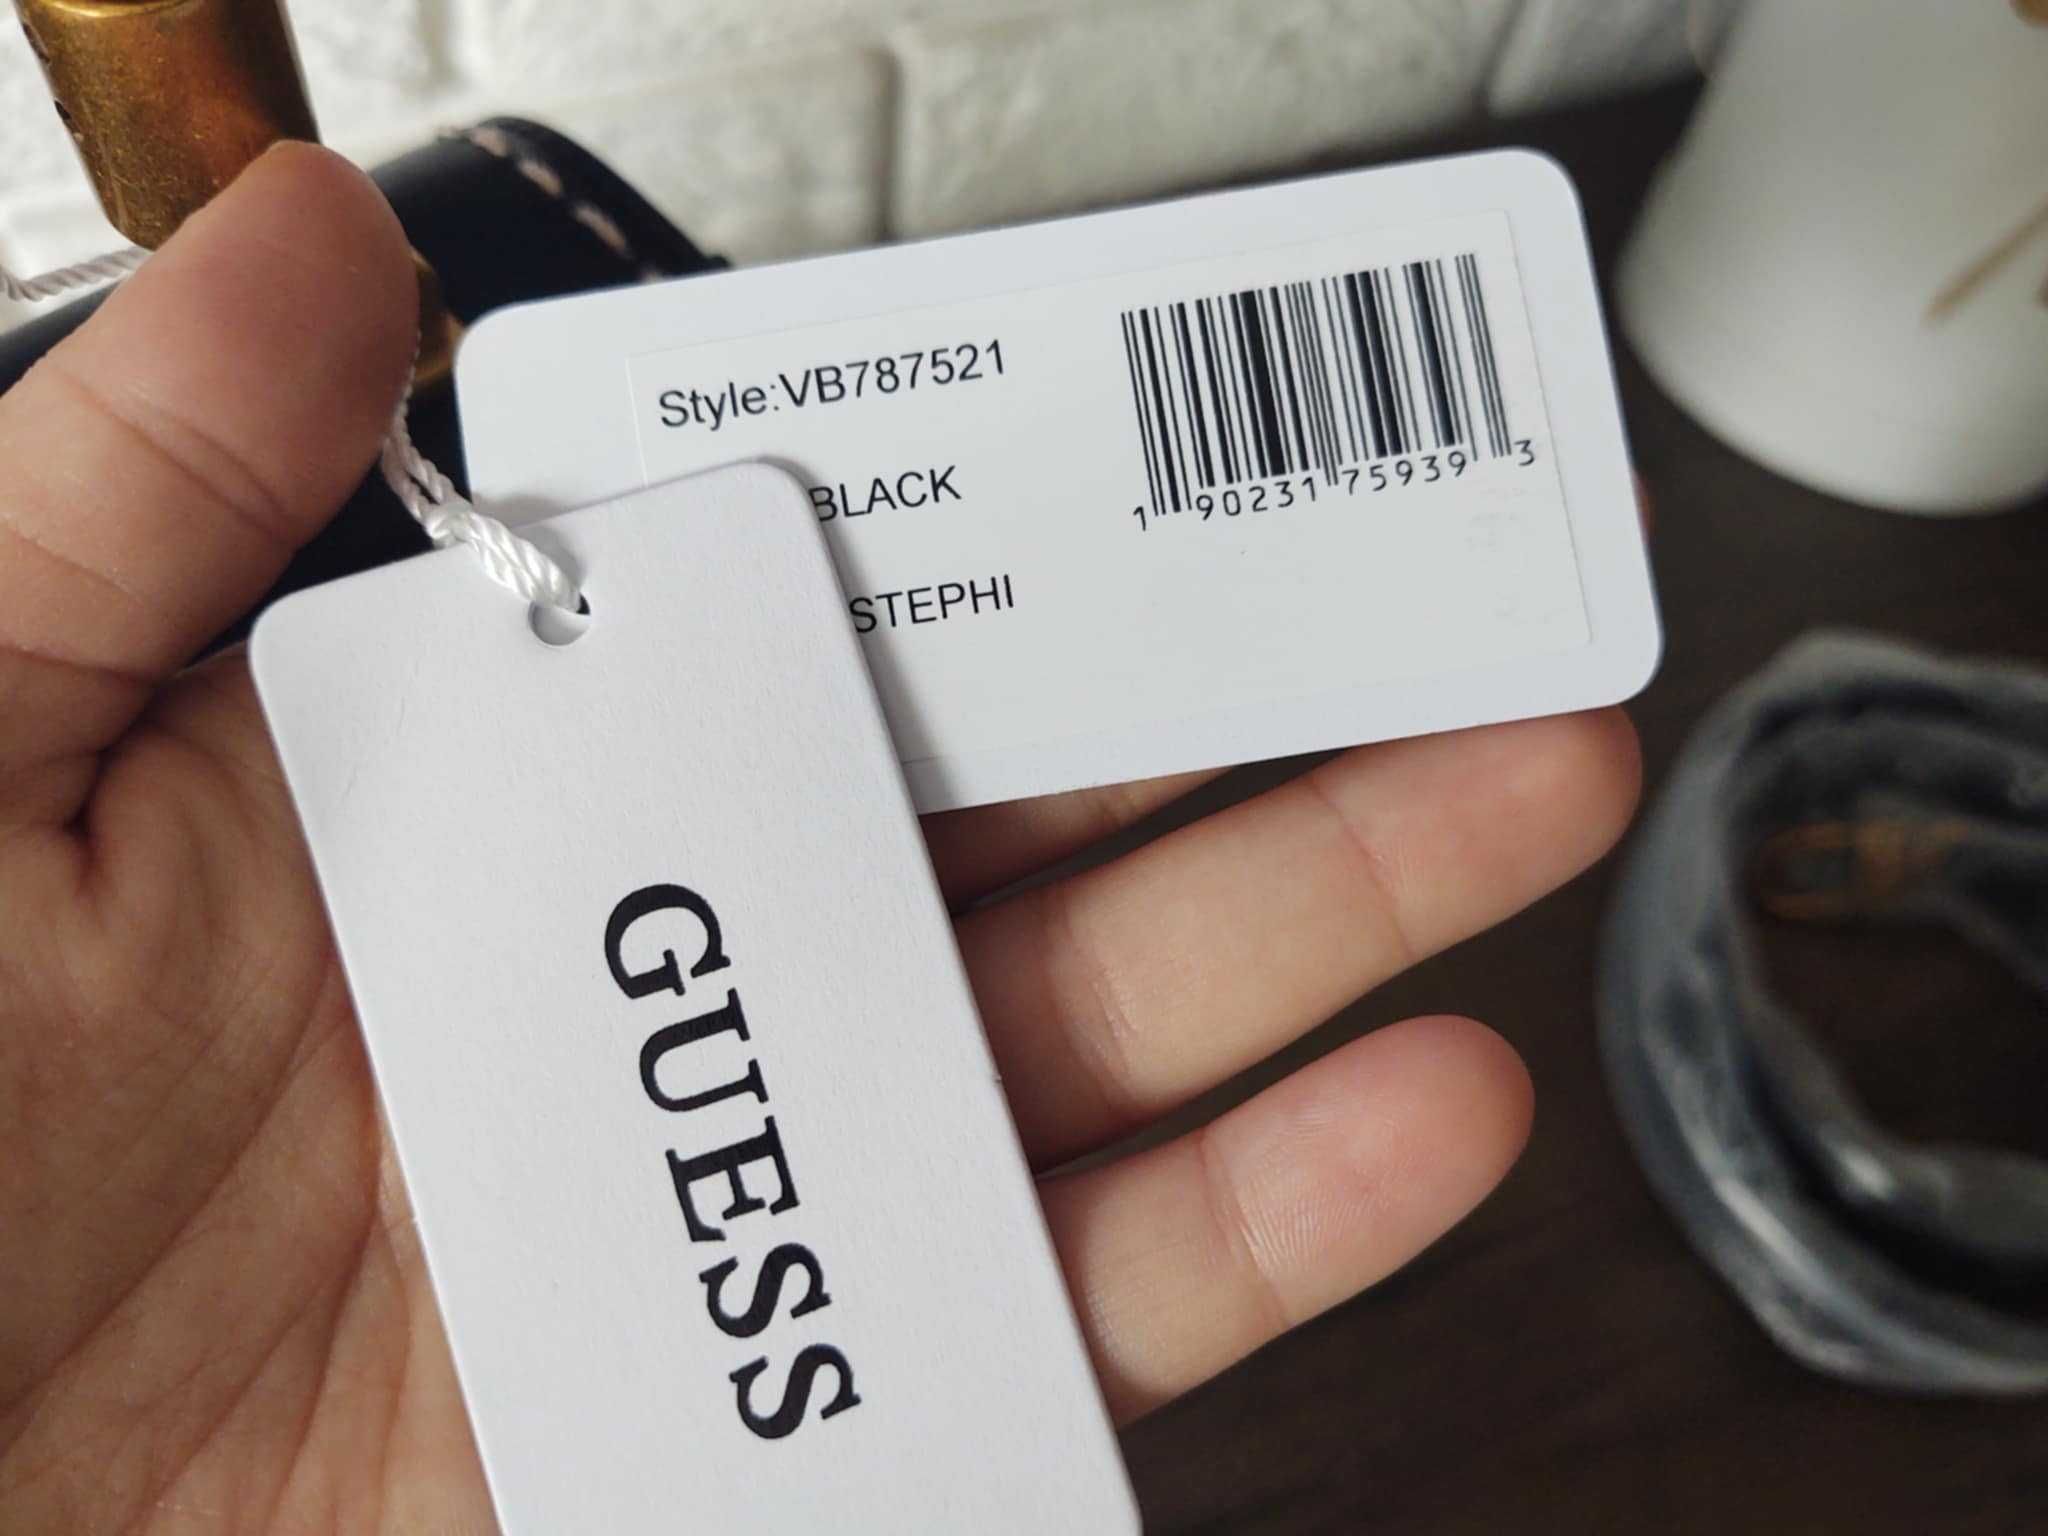 Style:VB787521
BLACK
STEPHI
1 90231 75939 3
GUESS